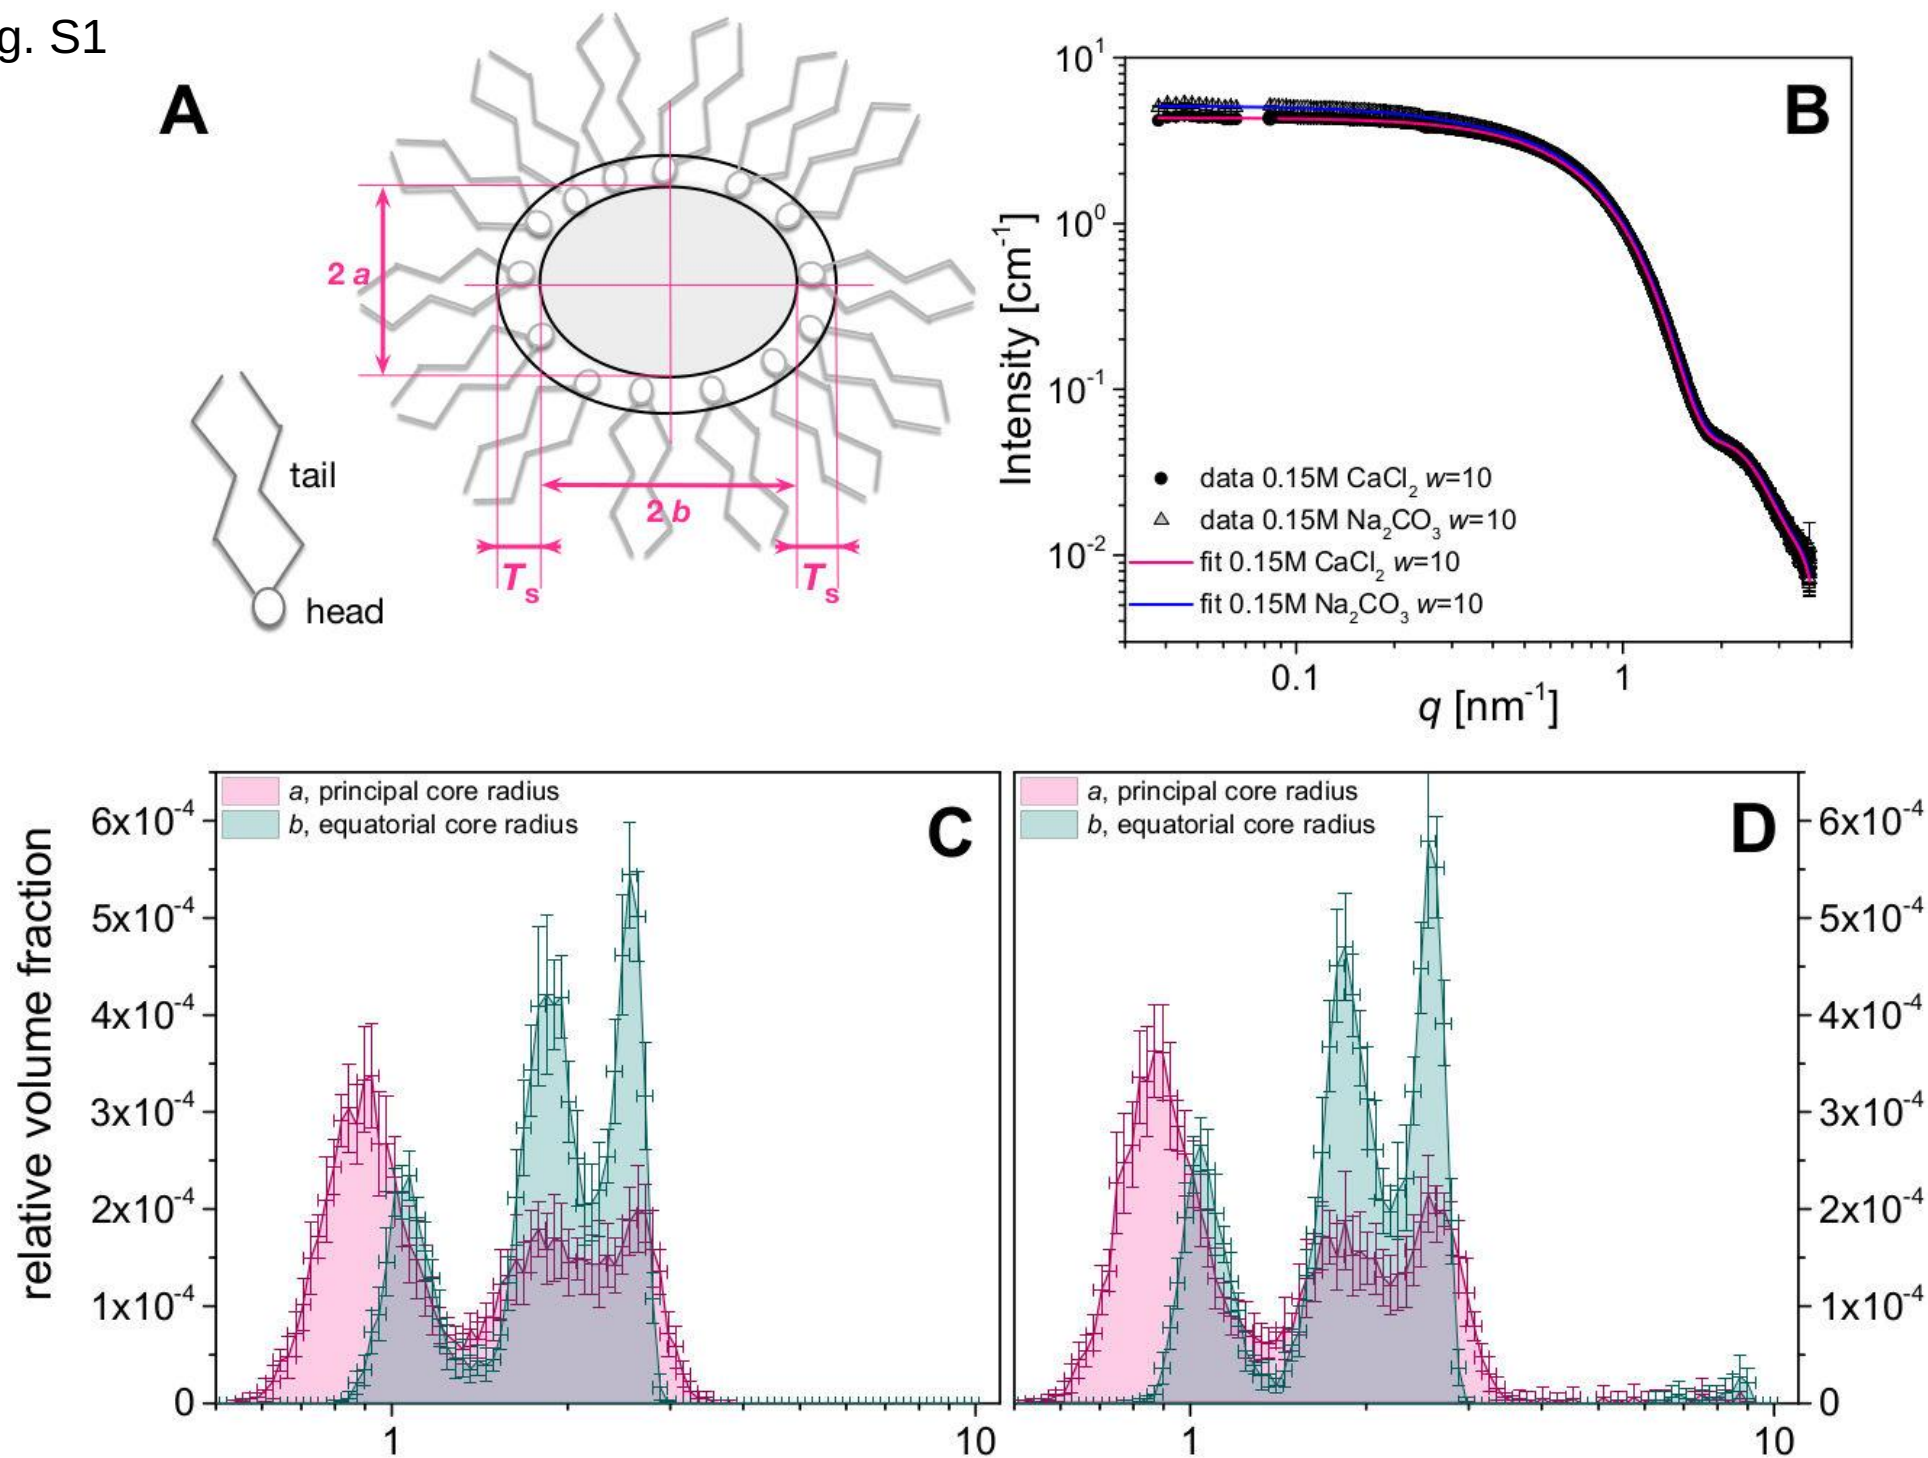 g. S1
A
2 a
2 b
Tₛ
Tₛ
tail
head
B
10¹
10⁰
10⁻¹
10⁻²
Intensity [cm⁻¹]
data 0.15M CaCl₂ w=10
data 0.15M Na₂CO₃ w=10
fit 0.15M CaCl₂ w=10
fit 0.15M Na₂CO₃ w=10
0.1
1
q [nm⁻¹]
a, principal core radius
b, equatorial core radius
C
relative volume fraction
6x10⁻⁴
5x10⁻⁴
4x10⁻⁴
3x10⁻⁴
2x10⁻⁴
1x10⁻⁴
0
1
10
a, principal core radius
b, equatorial core radius
D
6x10⁻⁴
5x10⁻⁴
4x10⁻⁴
3x10⁻⁴
2x10⁻⁴
1x10⁻⁴
0
1
10